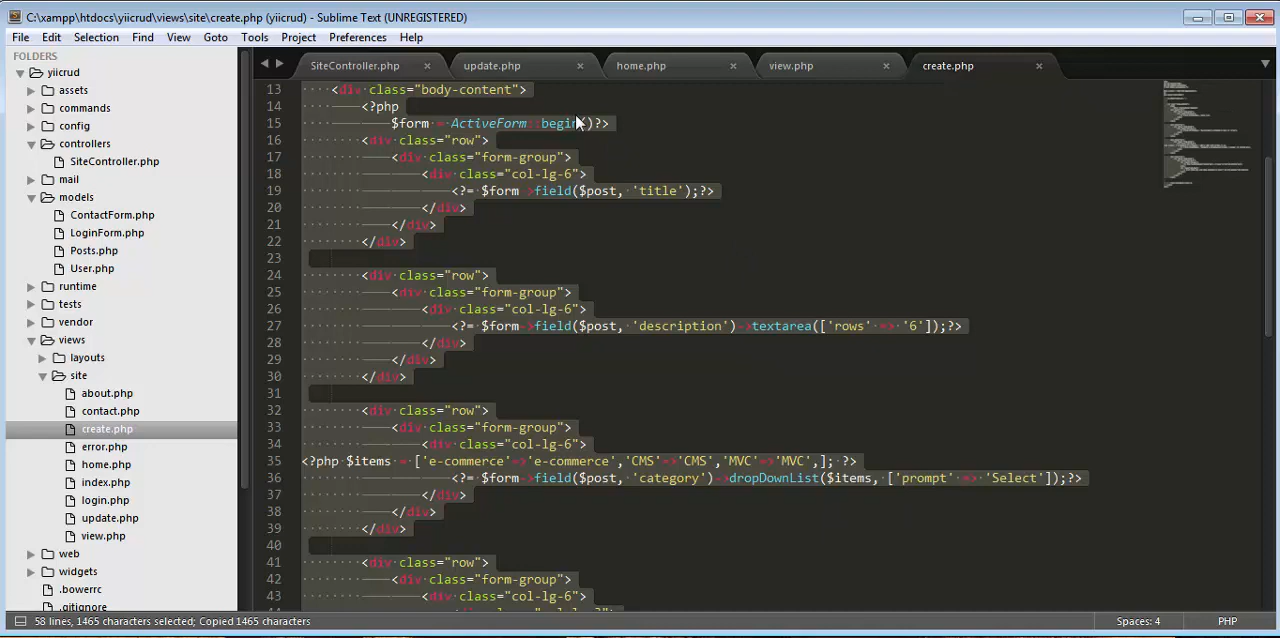 C:\xampp\htdocs\yiicrud\views\site\create.php (yiicrud) - Sublime Text (UNREGISTERED)
File Edit Selection Find View Goto Tools Project Preferences Help
FOLDERS
yiicrud
assets
commands
config
controllers
SiteController.php
mail
models
ContactForm.php
LoginForm.php
Posts.php
User.php
runtime
tests
vendor
views
layouts
site
about.php
contact.php
create.php
error.php
home.php
index.php
login.php
update.php
view.php
web
widgets
.bowerrc
.gitignore
SiteController.php × update.php × home.php × view.php × create.php ×
13 <div class="body-content">
14 <?php
15 $form = ActiveForm::begin()?>
16 <div class="row">
17 <div class="form-group">
18 <div class="col-lg-6">
19 <?= $form->field($post, 'title');?>
20 </div>
21 </div>
22 </div>
23
24 <div class="row">
25 <div class="form-group">
26 <div class="col-lg-6">
27 <?= $form->field($post, 'description')->textarea(['rows' => '6']);?>
28 </div>
29 </div>
30 </div>
31
32 <div class="row">
33 <div class="form-group">
34 <div class="col-lg-6">
35 <?php $items = ['e-commerce'=>'e-commerce','CMS'=>'CMS','MVC'=>'MVC',]; ?>
36 <?= $form->field($post, 'category')->dropDownList($items, ['prompt' => 'Select']);?>
37 </div>
38 </div>
39 </div>
40
41 <div class="row">
42 <div class="form-group">
43 <div class="col-lg-6">
58 lines, 1465 characters selected; Copied 1465 characters
Spaces: 4 PHP